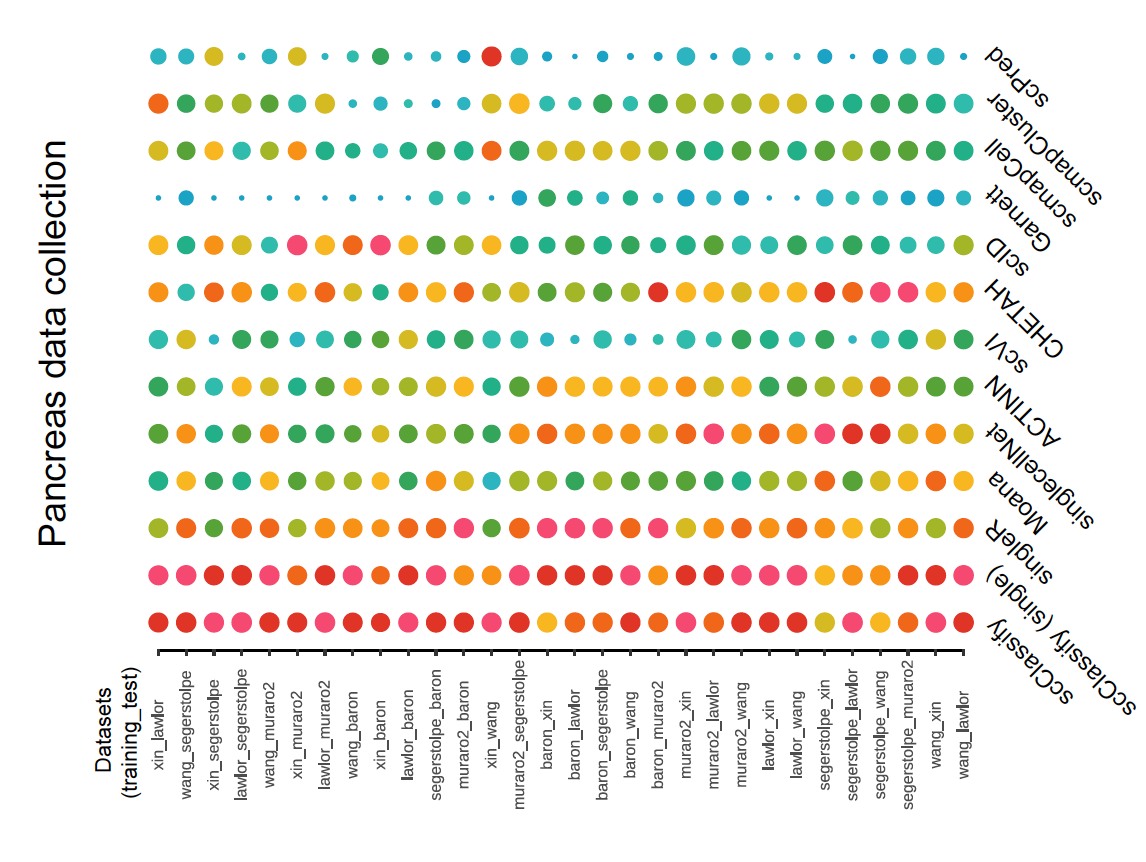 Pancreas data collection
scPred
scmapCluster
scmapCell
Garnett
scID
CHETAH
scVI
ACTINN
singlecellNet
Moana
singleR
scClassify (single)
scClassify
Datasets
(training_test)
xin_lawlor
wang_segerstolpe
xin_segerstolpe
lawlor_segerstolpe
wang_muraro2
xin_muraro2
lawlor_muraro2
wang_baron
xin_baron
lawlor_baron
segerstolpe_baron
muraro2_baron
xin_wang
muraro2_segerstolpe
baron_xin
baron_lawlor
baron_segerstolpe
baron_wang
baron_muraro2
muraro2_xin
muraro2_lawlor
muraro2_wang
lawlor_xin
lawlor_wang
segerstolpe_xin
segerstolpe_lawlor
segerstolpe_wang
segerstolpe_muraro2
wang_xin
wang_lawlor